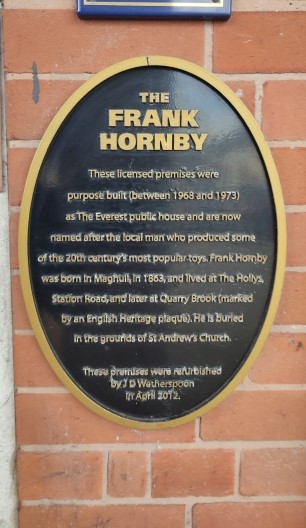 THE
FRANK
HORNBY
These licensed premises were
purpose built (between 1968 and 1973)
as The Everest public house and are now
named after the local man who produced some
of the 20th century's most popular toys. Frank Hornby
was born in Maghull, in 1863, and lived at The Hollys,
Station Road, and later at Quarry Brook (marked
by an English Heritage plaque). He is buried
in the grounds of St Andrew's Church.
These premises were refurbished
by J D Wetherspoon
in April 2012.